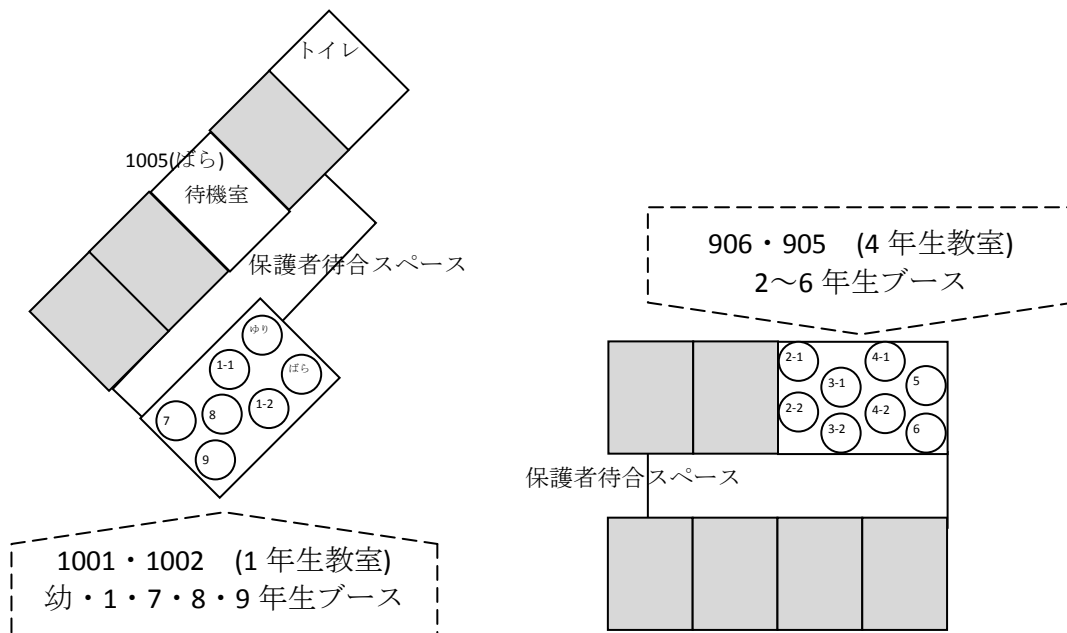 トイレ
1005(ばら)
待機室
保護者待合スペース
ゆり
1-1
ばら
1-2
8
7
9
1001・1002　(1 年生教室)
幼・1・7・8・9 年生ブース
906・905　(4 年生教室)
2～6 年生ブース
2-1
4-1
3-1
5
2-2
4-2
3-2
6
保護者待合スペース